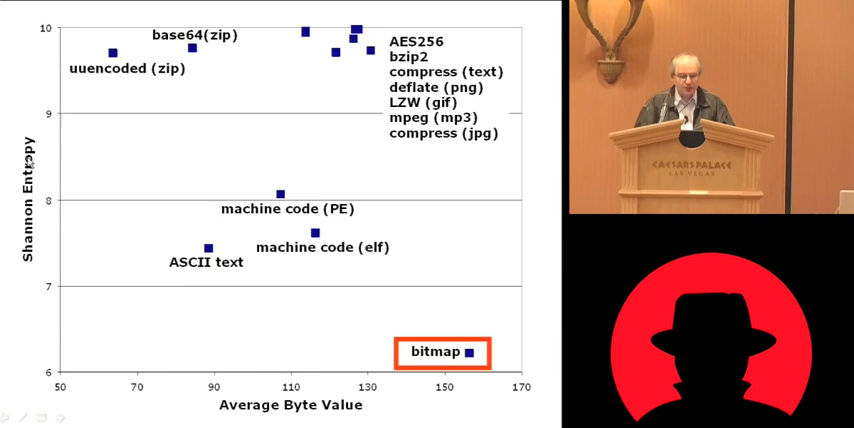 10
base64(zip)
uuencoded (zip)
AES256
bzip2
compress (text)
deflate (png)
LZW (gif)
mpeg (mp3)
compress (jpg)
9
Shannon Entropy
8
machine code (PE)
machine code (elf)
ASCII text
7
bitmap
6
50
70
90
110
130
150
170
Average Byte Value
CAESARS PALACE
LAS VEGAS